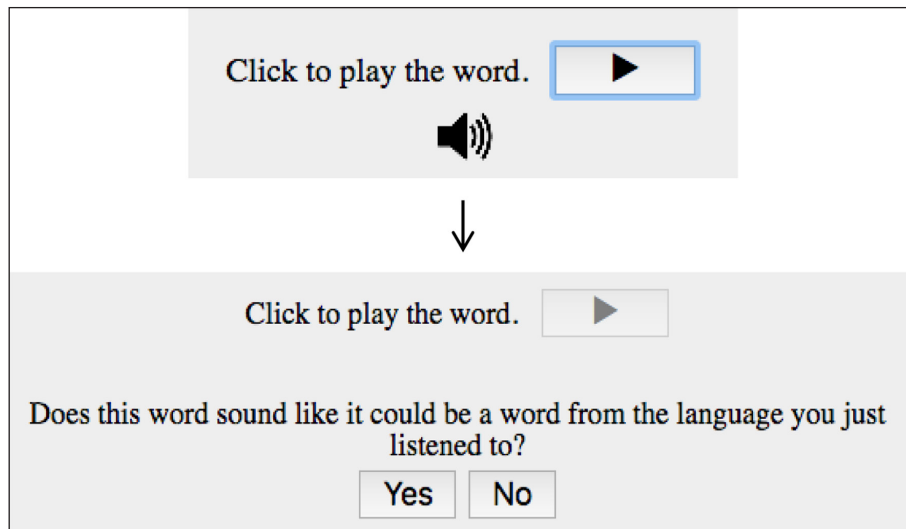 Click to play the word.
Click to play the word.
Does this word sound like it could be a word from the language you just
listened to?
Yes No